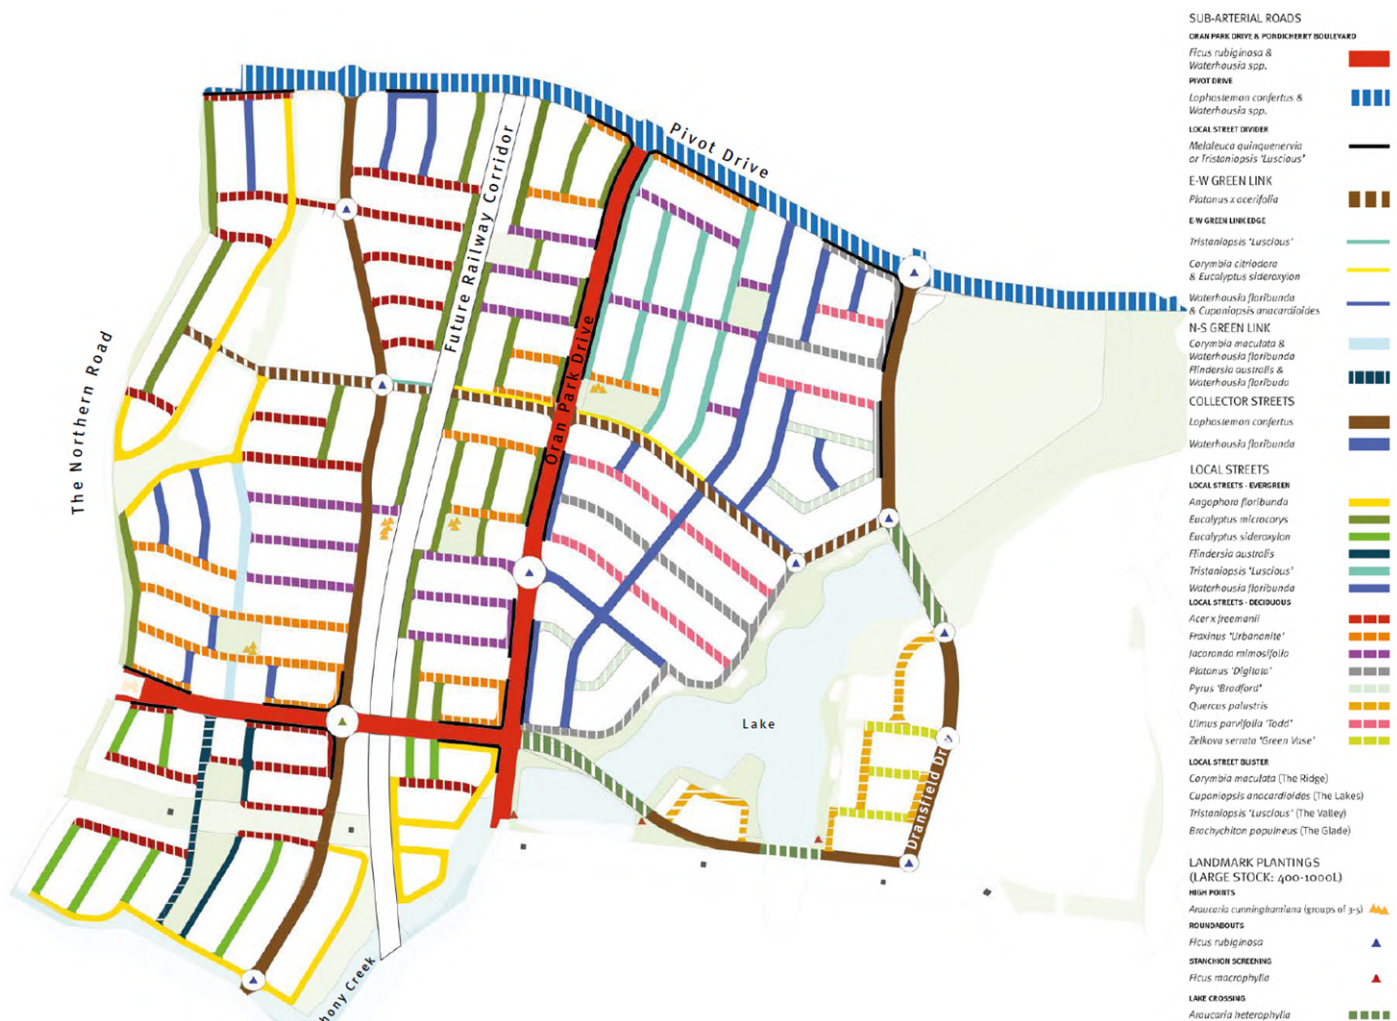 Pivot Drive
Future Railway Corridor
The Northern Road
Oran Park Drive
Lake
Dransfield Dr
hony Creek
SUB-ARTERIAL ROADS
ORAN PARK DRIVE & PONDICHERRY BOULEVARD
Ficus rubiginosa &
Waterhousia spp.
PIVOT DRIVE
Lophostemon confertus &
Waterhousia spp.
LOCAL STREET DIVIDER
Melaleuca quinquenervia
or Tristaniopsis 'Luscious'
E-W GREEN LINK
Platanus x acerifolia
E-W GREEN LINK EDGE
Tristaniopsis 'Luscious'
Corymbia citriodora
& Eucalyptus sideroxylon
Waterhousia floribunda
& Cupaniopsis anacardioides
N-S GREEN LINK
Corymbia maculata &
Waterhousia floribunda
Flindersia australis &
Waterhousia floribuda
COLLECTOR STREETS
Lophostemon confertus
Waterhousia floribunda
LOCAL STREETS
LOCAL STREETS - EVERGREEN
Angophora floribunda
Eucalyptus microcorys
Eucalyptus sideroxylon
Flindersia australis
Tristaniopsis 'Luscious'
Waterhousia floribunda
LOCAL STREETS - DECIDUOUS
Acer x freemanii
Fraxinus 'Urbananite'
Jacaranda mimosifolia
Platanus 'Digitata'
Pyrus 'Bradford'
Quercus palustris
Ulmus parvifolia 'Todd'
Zelkova serrata 'Green Vase'
LOCAL STREET BLISTER
Corymbia maculata (The Ridge)
Cupaniopsis anacardioides (The Lakes)
Tristaniopsis 'Luscious' (The Valley)
Brachychiton populneus (The Glade)
LANDMARK PLANTINGS
(LARGE STOCK: 400-1000L)
HIGH POINTS
Araucaria cunninghamiana (groups of 3-5)
ROUNDABOUTS
Ficus rubiginosa
STANCHION SCREENING
Ficus macrophylla
LAKE CROSSING
Araucaria heterophylla